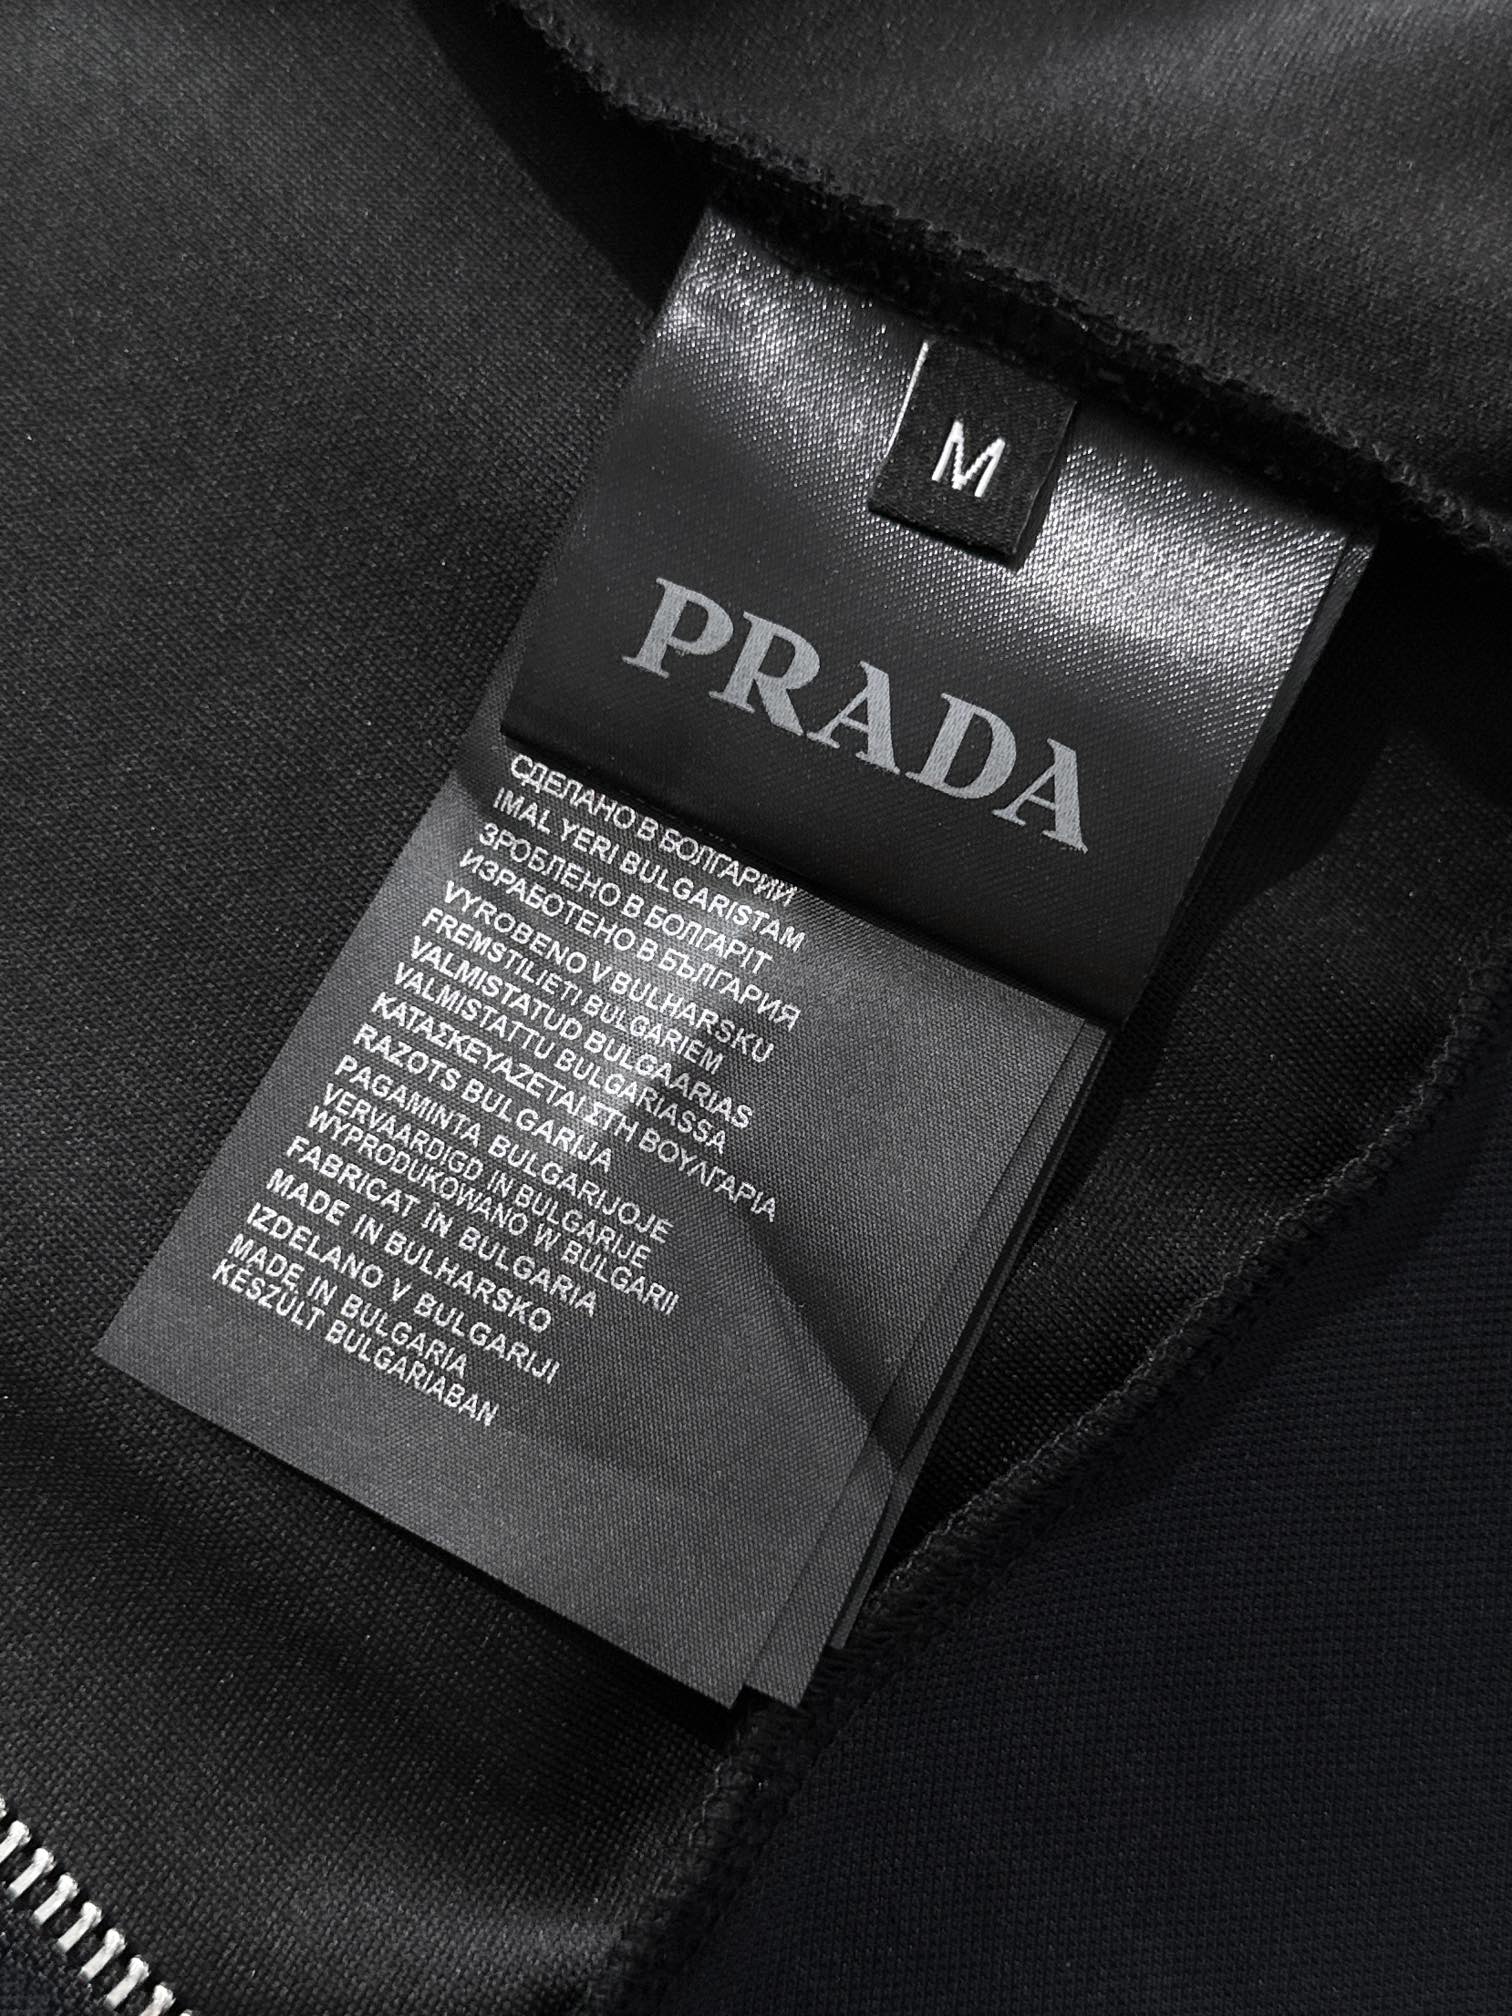 M
PRADA
СДЕЛАНО В БОЛГАРИИ
IMAL YERI BULGARISTAM
ЗРОБЛЕНО В БОЛГАРІТ
ИЗРАБОТЕНО В БЪЛГАРИЯ
VYROBENO V BULHARSKU
FREMSTILIETI BULGARIEM
VALMISTATUD BULGAARIAS
VALMISTATTU BULGARIASSA
ΚΑΤΑΣΚΕΥΑΖΕΤΑΙ ΣΤΗ ΒΟΥΛΓΑΡΙΑ
RAZOTS BULGARIJA
PAGAMINTA BULGARIJOJE
VERVAARDIGD IN BULGARIJE
WYPRODUKOWANO W BULGARII
FABRICAT IN BULGARIA
MADE IN BULHARSKO
IZDELANO V BULGARIJI
MADE IN BULGARIA
KÉSZÜLT BULGARIABAN